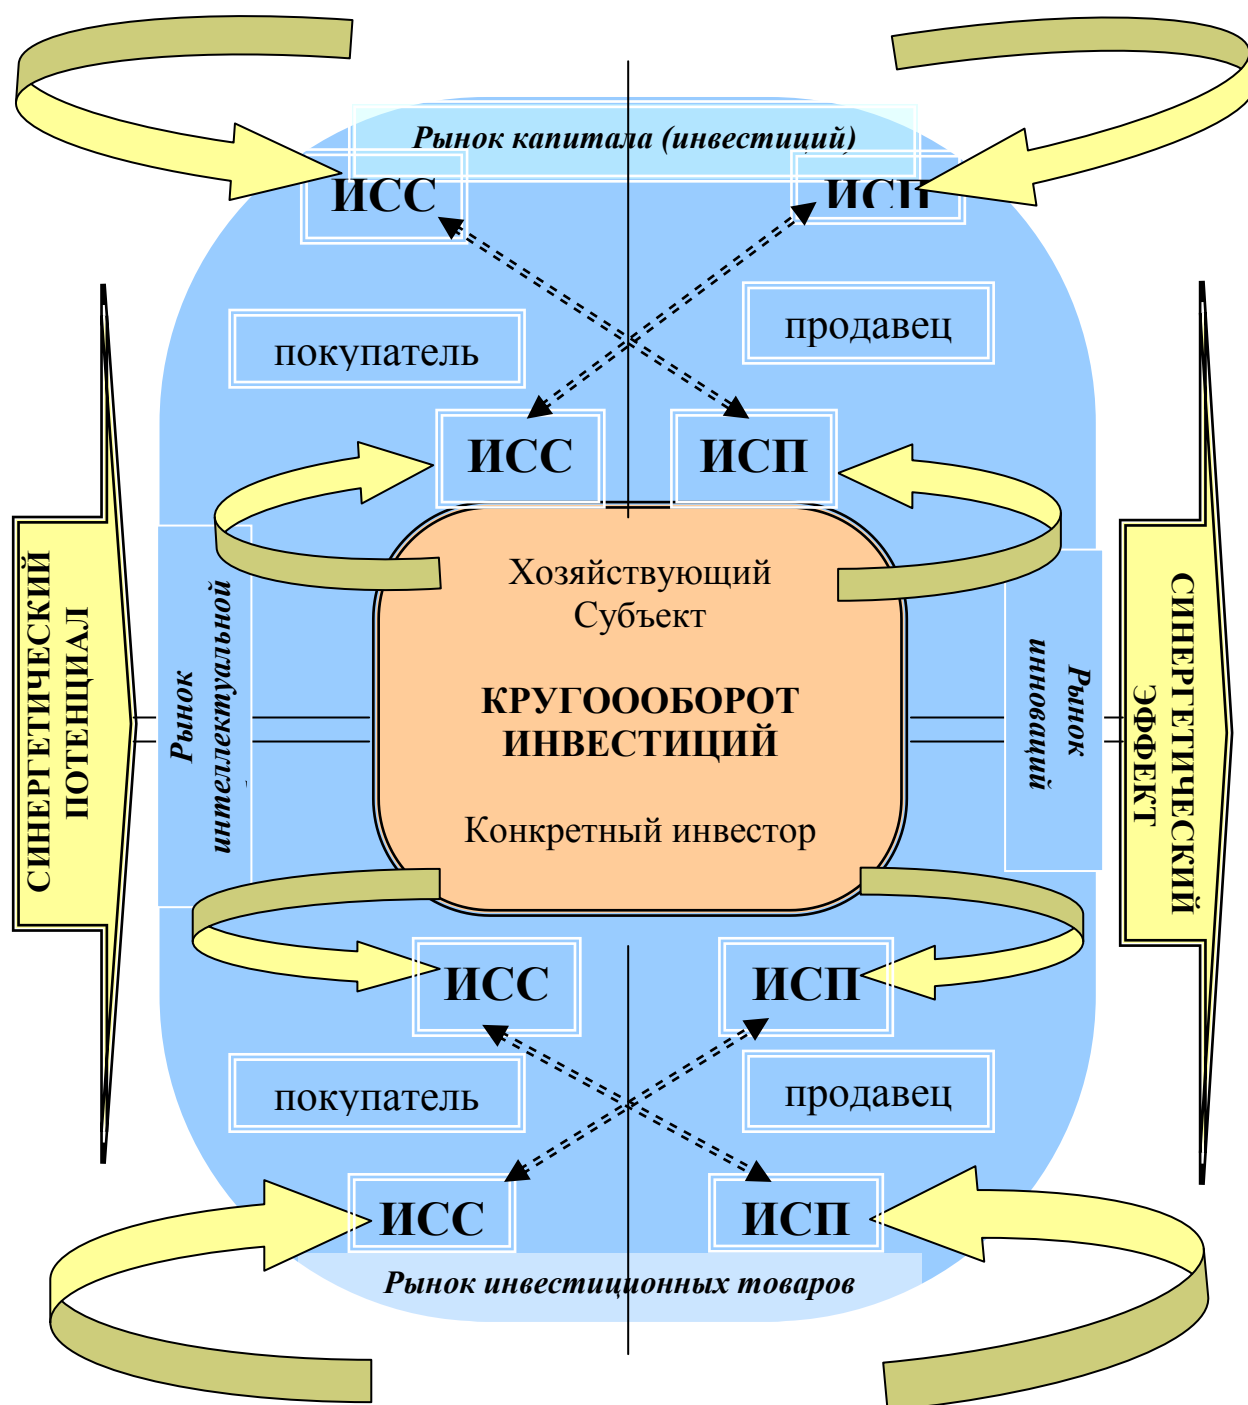 Рынок капитала (инвестиций)
ИСС
ИСП
покупатель
продавец
ИСС
ИСП
СИНЕРГЕТИЧЕСКИЙ
ПОТЕНЦИАЛ
Рынок
интеллектуальной
Хозяйствующий
Субъект
КРУГОООБОРОТ
ИНВЕСТИЦИЙ
Конкретный инвестор
Рынок
инноваций
СИНЕРГЕТИЧЕСКИЙ
ЭФФЕКТ
ИСС
ИСП
покупатель
продавец
ИСС
ИСП
Рынок инвестиционных товаров